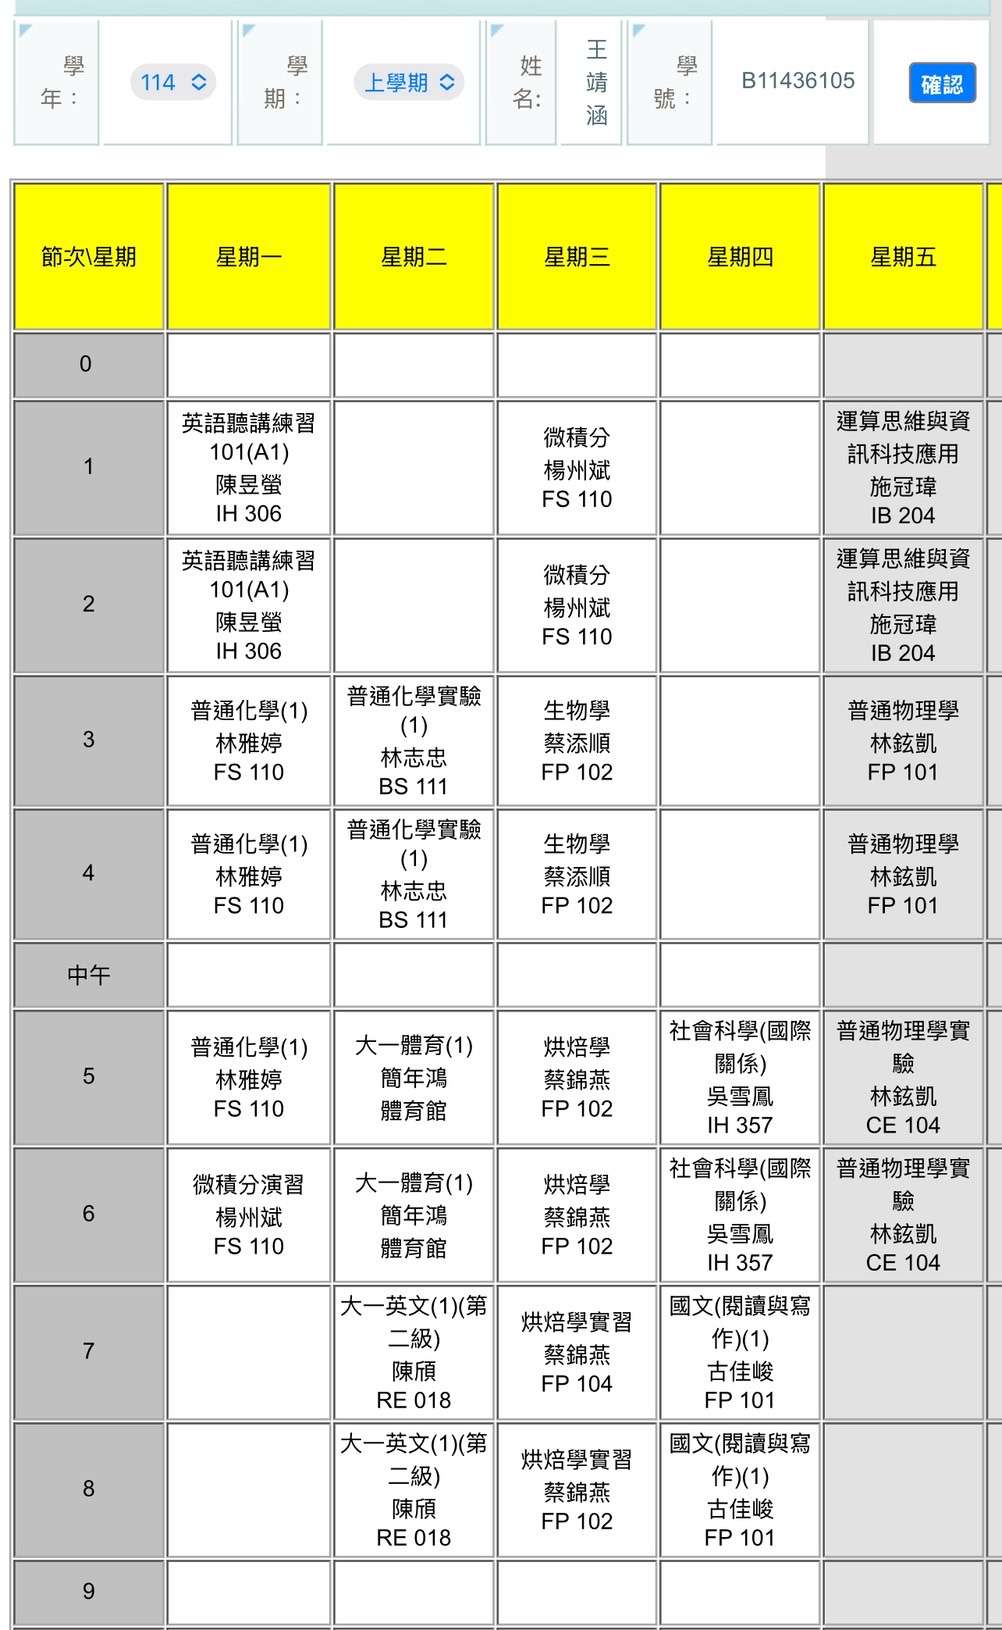 學年： 114 學期： 上學期 姓名: 王靖涵 學號： B11436105 確認
節次\星期 星期一 星期二 星期三 星期四 星期五
0
1
英語聽講練習
101(A1)
陳昱螢
IH 306
微積分
楊州斌
FS 110
運算思維與資
訊科技應用
施冠瑋
IB 204
2
英語聽講練習
101(A1)
陳昱螢
IH 306
微積分
楊州斌
FS 110
運算思維與資
訊科技應用
施冠瑋
IB 204
3
普通化學(1)
林雅婷
FS 110
普通化學實驗
(1)
林志忠
BS 111
生物學
蔡添順
FP 102
普通物理學
林鉉凱
FP 101
4
普通化學(1)
林雅婷
FS 110
普通化學實驗
(1)
林志忠
BS 111
生物學
蔡添順
FP 102
普通物理學
林鉉凱
FP 101
中午
5
普通化學(1)
林雅婷
FS 110
大一體育(1)
簡年鴻
體育館
烘焙學
蔡錦燕
FP 102
社會科學(國際
關係)
吳雪鳳
IH 357
普通物理學實
驗
林鉉凱
CE 104
6
微積分演習
楊州斌
FS 110
大一體育(1)
簡年鴻
體育館
烘焙學
蔡錦燕
FP 102
社會科學(國際
關係)
吳雪鳳
IH 357
普通物理學實
驗
林鉉凱
CE 104
7
大一英文(1)(第
二級)
陳頎
RE 018
烘焙學實習
蔡錦燕
FP 104
國文(閱讀與寫
作)(1)
古佳峻
FP 101
8
大一英文(1)(第
二級)
陳頎
RE 018
烘焙學實習
蔡錦燕
FP 102
國文(閱讀與寫
作)(1)
古佳峻
FP 101
9